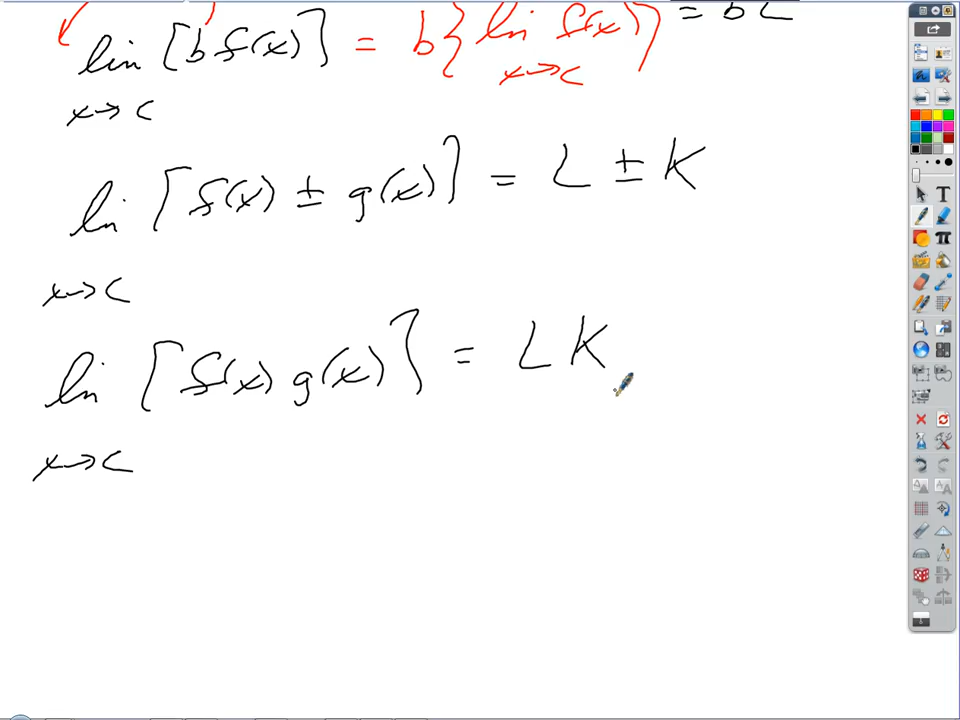 lim [b f(x)] = b{lim f(x)} = bL
x→c x→c
lim [f(x) ± g(x)] = L ± K
x→c
lim [f(x) g(x)] = LK
x→c